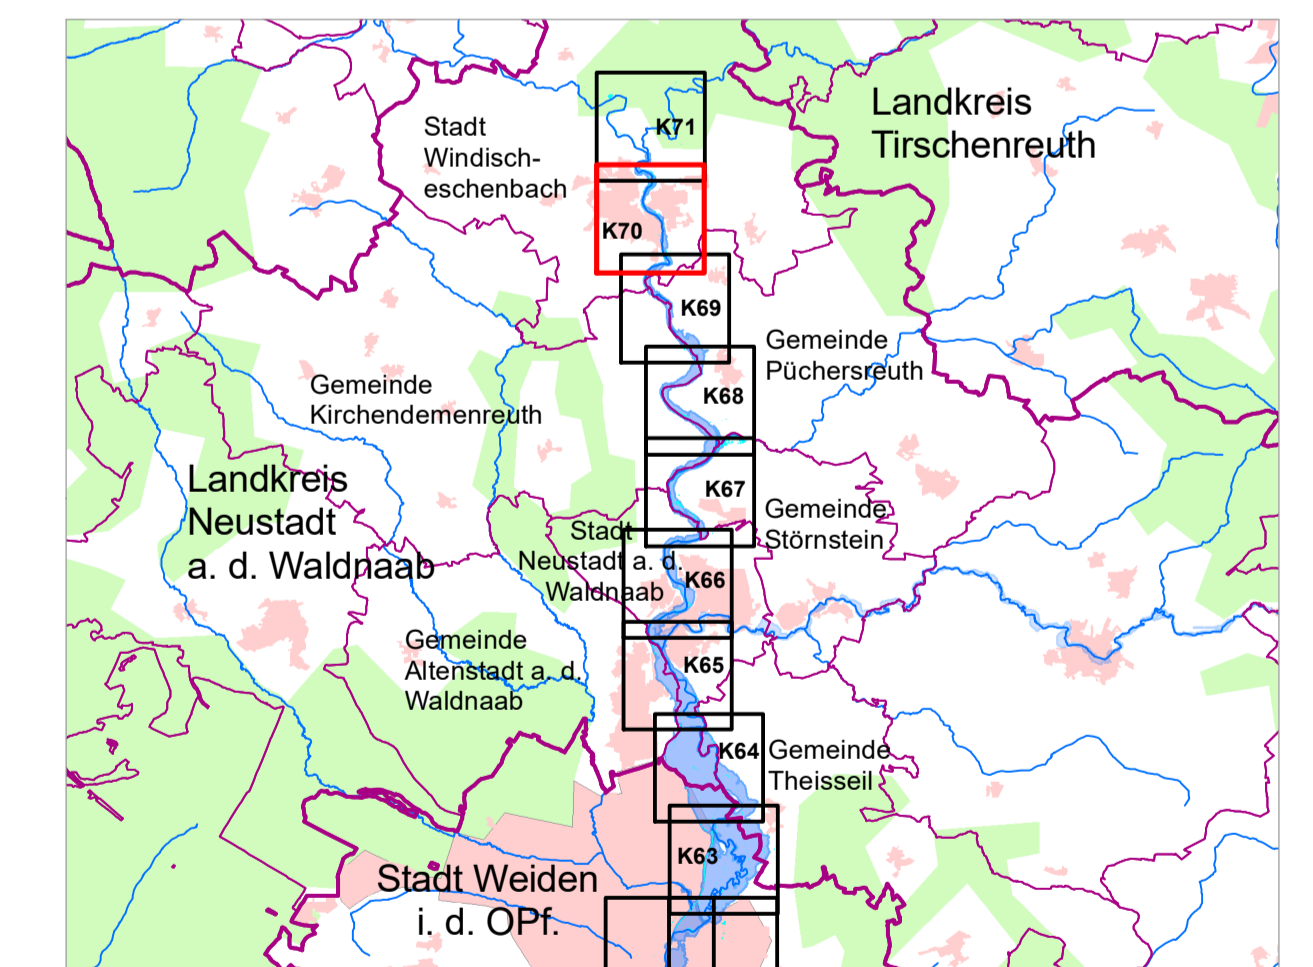 Landkreis
Tirschenreuth
Stadt
Windisch-
eschenbach
K71
K70
K69
Gemeinde
Püchersreuth
Gemeinde
Kirchendemenreuth
K68
Landkreis
Neustadt
a. d. Waldnaab
K67
Gemeinde
Störnstein
Stadt
Neustadt a. d.
Waldnaab
K66
Gemeinde
Altenstadt a. d.
Waldnaab
K65
K64
Gemeinde
Theisseil
K63
Stadt Weiden
i. d. OPf.